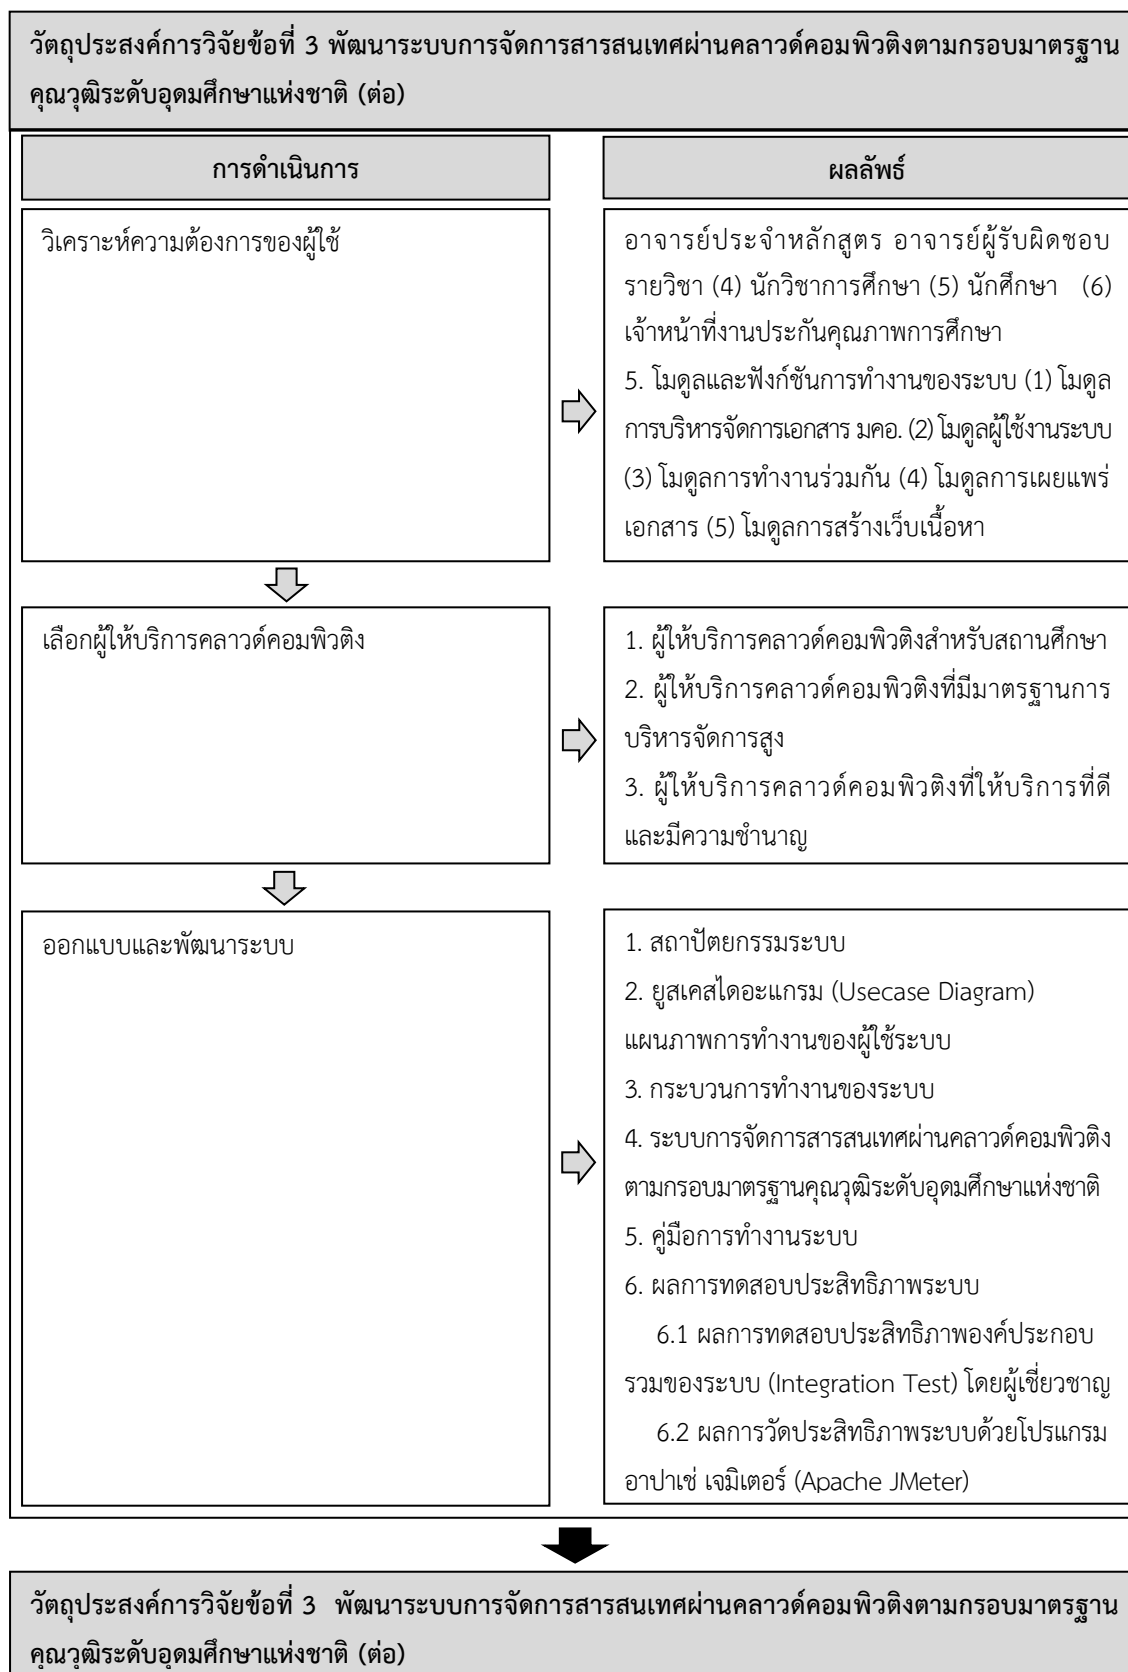 วัตถุประสงค์การวิจัยข้อที่ 3 พัฒนาระบบการจัดการสารสนเทศผ่านคลาวด์คอมพิวติงตามกรอบมาตรฐาน
คุณวุฒิระดับอุดมศึกษาแห่งชาติ (ต่อ)
การดำเนินการ
ผลลัพธ์
วิเคราะห์ความต้องการของผู้ใช้
อาจารย์ประจำหลักสูตร อาจารย์ผู้รับผิดชอบ
รายวิชา (4) นักวิชาการศึกษา (5) นักศึกษา (6)
เจ้าหน้าที่งานประกันคุณภาพการศึกษา
5. โมดูลและฟังก์ชันการทำงานของระบบ (1) โมดูล
การบริหารจัดการเอกสาร มคอ. (2) โมดูลผู้ใช้งานระบบ
(3) โมดูลการทำงานร่วมกัน (4) โมดูลการเผยแพร่
เอกสาร (5) โมดูลการสร้างเว็บเนื้อหา
เลือกผู้ให้บริการคลาวด์คอมพิวติง
1. ผู้ให้บริการคลาวด์คอมพิวติงสำหรับสถานศึกษา
2. ผู้ให้บริการคลาวด์คอมพิวติงที่มีมาตรฐานการ
บริหารจัดการสูง
3. ผู้ให้บริการคลาวด์คอมพิวติงที่ให้บริการที่ดี
และมีความชำนาญ
ออกแบบและพัฒนาระบบ
1. สถาปัตยกรรมระบบ
2. ยูสเคสไดอะแกรม (Usecase Diagram)
แผนภาพการทำงานของผู้ใช้ระบบ
3. กระบวนการทำงานของระบบ
4. ระบบการจัดการสารสนเทศผ่านคลาวด์คอมพิวติง
ตามกรอบมาตรฐานคุณวุฒิระดับอุดมศึกษาแห่งชาติ
5. คู่มือการทำงานระบบ
6. ผลการทดสอบประสิทธิภาพระบบ
6.1 ผลการทดสอบประสิทธิภาพองค์ประกอบ
รวมของระบบ (Integration Test) โดยผู้เชี่ยวชาญ
6.2 ผลการวัดประสิทธิภาพระบบด้วยโปรแกรม
อาปาเช่ เจมิเตอร์ (Apache JMeter)
วัตถุประสงค์การวิจัยข้อที่ 3 พัฒนาระบบการจัดการสารสนเทศผ่านคลาวด์คอมพิวติงตามกรอบมาตรฐาน
คุณวุฒิระดับอุดมศึกษาแห่งชาติ (ต่อ)